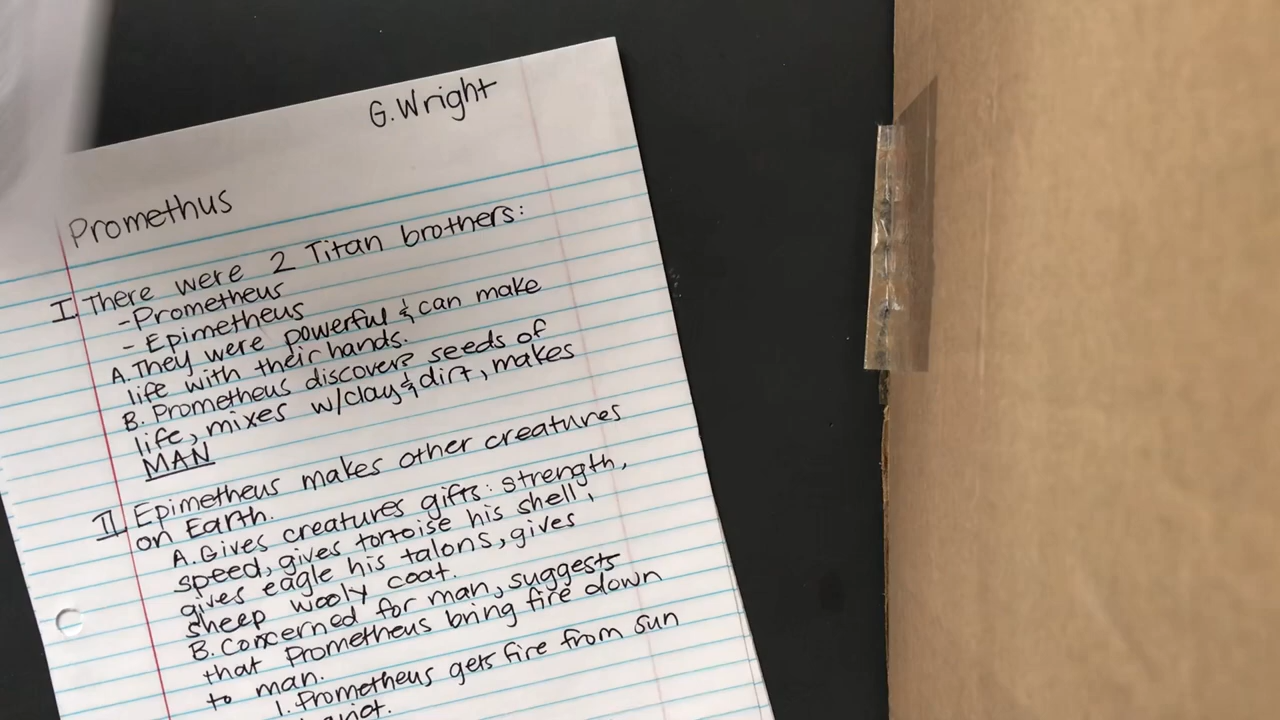 G. Wright
Promethus
I. There were 2 Titan brothers:
- Prometheus
- Epimetheus
A. They were powerful & can make
life with their hands.
B. Prometheus discovers seeds of
life, mixes w/clay & dirt, makes
MAN
II. Epimetheus makes other creatures
on Earth.
A. Gives creatures gifts: strength,
speed, gives tortoise his shell,
gives eagle his talons, gives
sheep wooly coat.
B. Concerned for man, suggests
that Prometheus bring fire down
to man.
1. Prometheus gets fire from sun